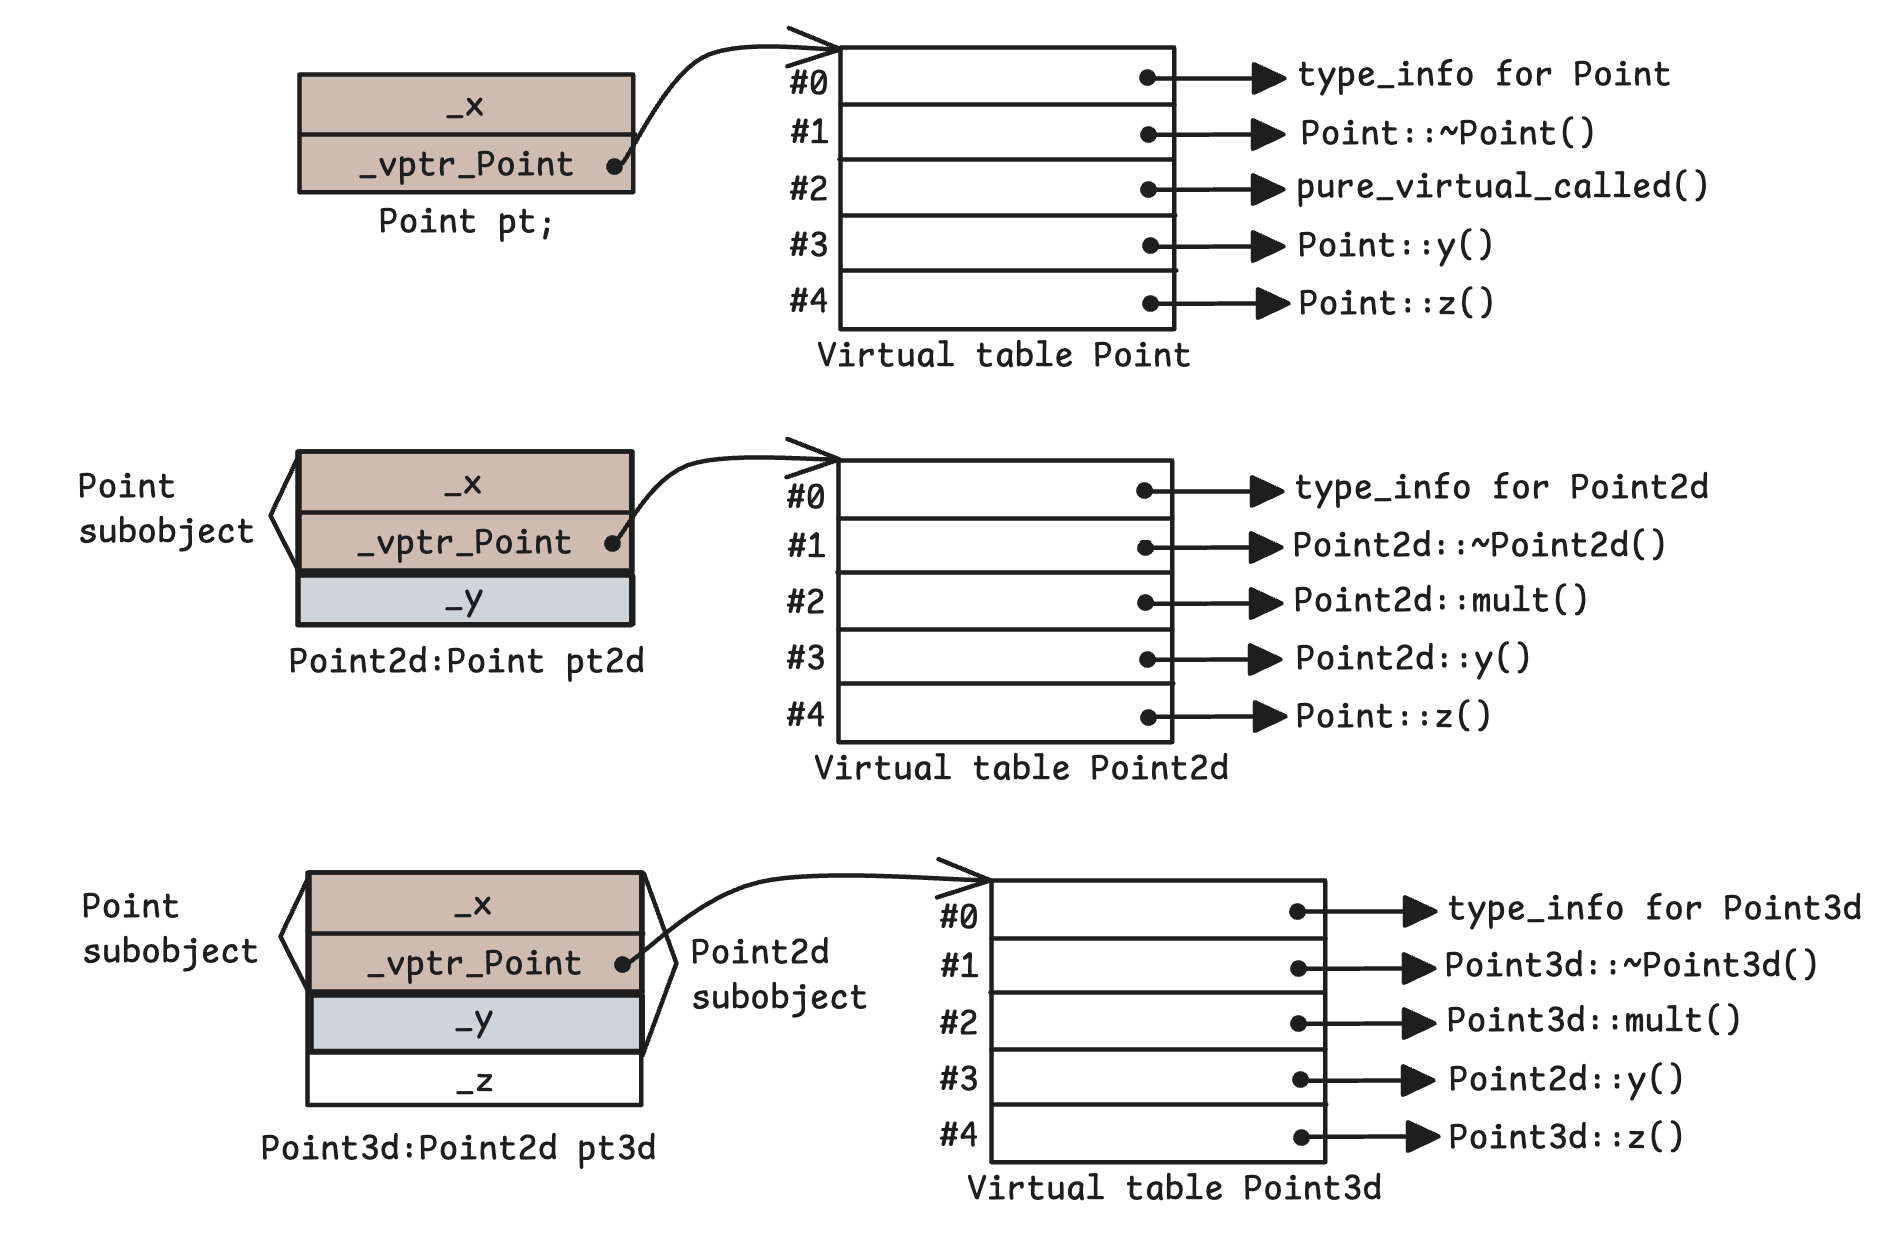 _x
_vptr_Point
Point pt;
#0
type_info for Point
#1
Point::~Point()
#2
pure_virtual_called()
#3
Point::y()
#4
Point::z()
Virtual table Point
Point
subobject
_x
_vptr_Point
_y
Point2d:Point pt2d
#0
type_info for Point2d
#1
Point2d::~Point2d()
#2
Point2d::mult()
#3
Point2d::y()
#4
Point::z()
Virtual table Point2d
Point
subobject
_x
_vptr_Point
_y
_z
Point2d
subobject
Point3d:Point2d pt3d
#0
type_info for Point3d
#1
Point3d::~Point3d()
#2
Point3d::mult()
#3
Point2d::y()
#4
Point3d::z()
Virtual table Point3d